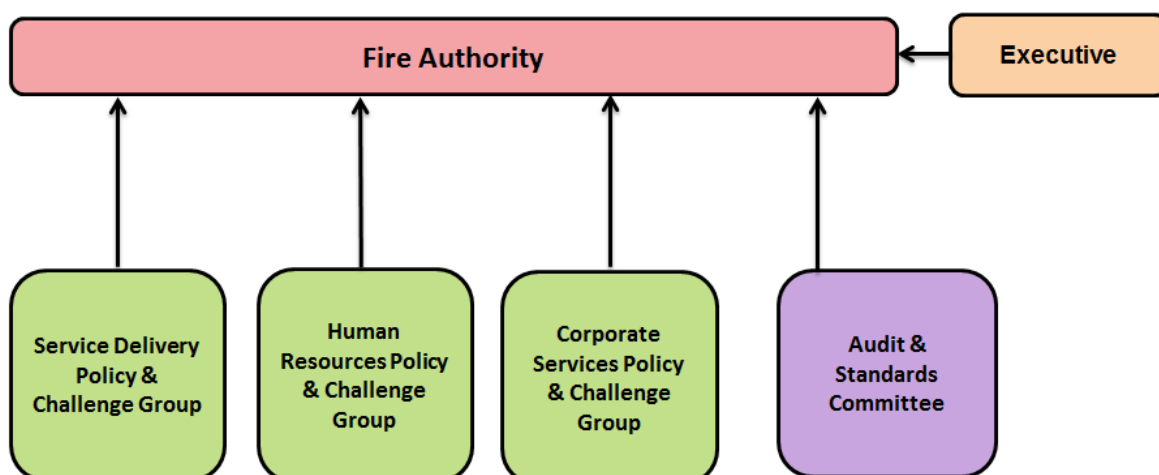 Fire Authority
Executive
Service Delivery
Policy &
Challenge Group
Human
Resources Policy
& Challenge
Group
Corporate
Services Policy
& Challenge
Group
Audit &
Standards
Committee